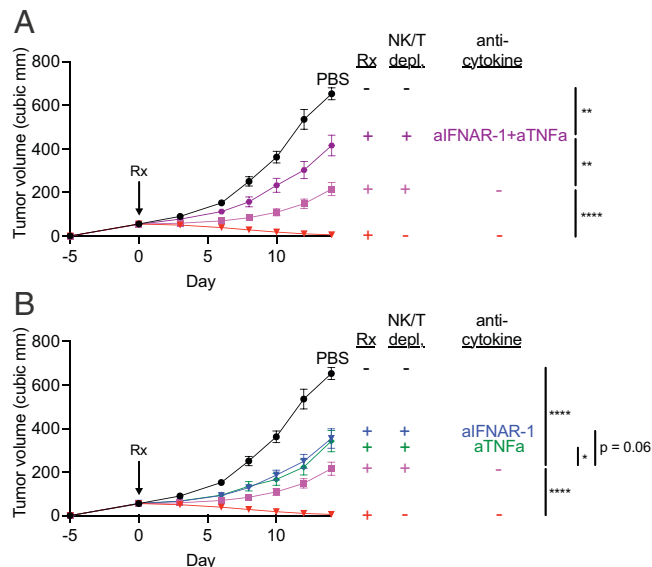 A
Tumor volume (cubic mm)
800
600
400
200
0
-5 0 5 10
Day
Rx
PBS
Rx
NK/T
depl.
anti-
cytokine
- -
+ + aIFNAR-1+aTNFa
+ + -
+ - -
**
**
****
B
Tumor volume (cubic mm)
800
600
400
200
0
-5 0 5 10
Day
Rx
PBS
Rx
NK/T
depl.
anti-
cytokine
- -
+ + aIFNAR-1
+ + aTNFa
+ + -
+ - -
****
* p = 0.06
****